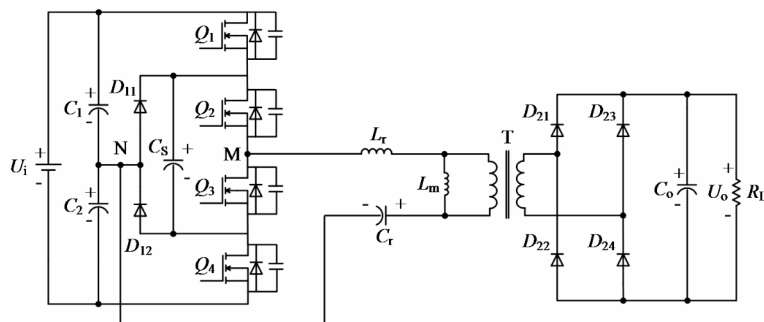 Q1
D11
Q2
C1
+
-
CS
+
-
N
M
Lr
T
D21
D23
Ui
+
-
C2
+
-
Q3
Lm
Co
+
-
Uo
+
-
RL
D12
Cr
-
+
D22
D24
Q4